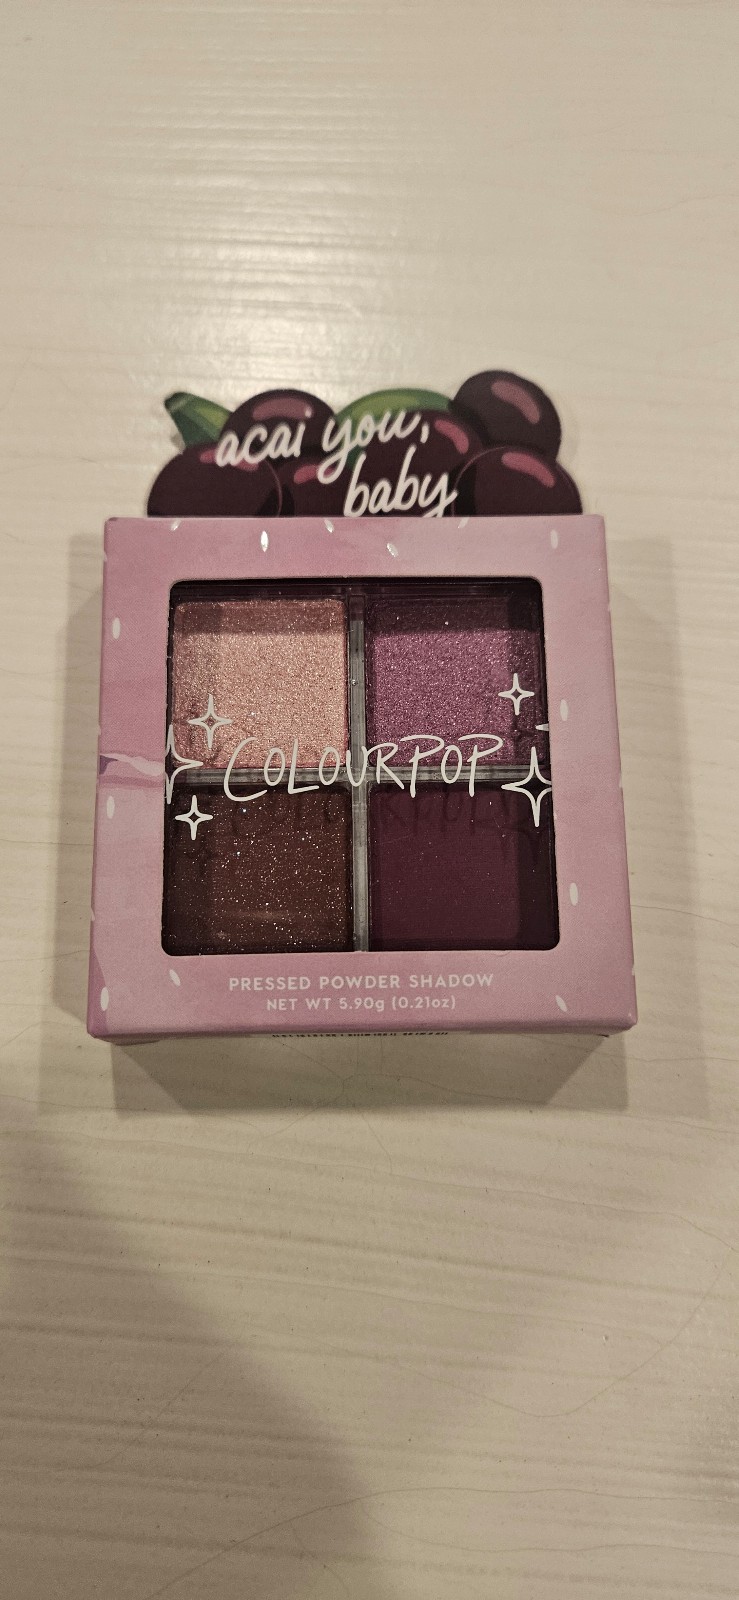 acai you,
baby
COLOURPOP
PRESSED POWDER SHADOW
NET WT 5.90g (0.21oz)